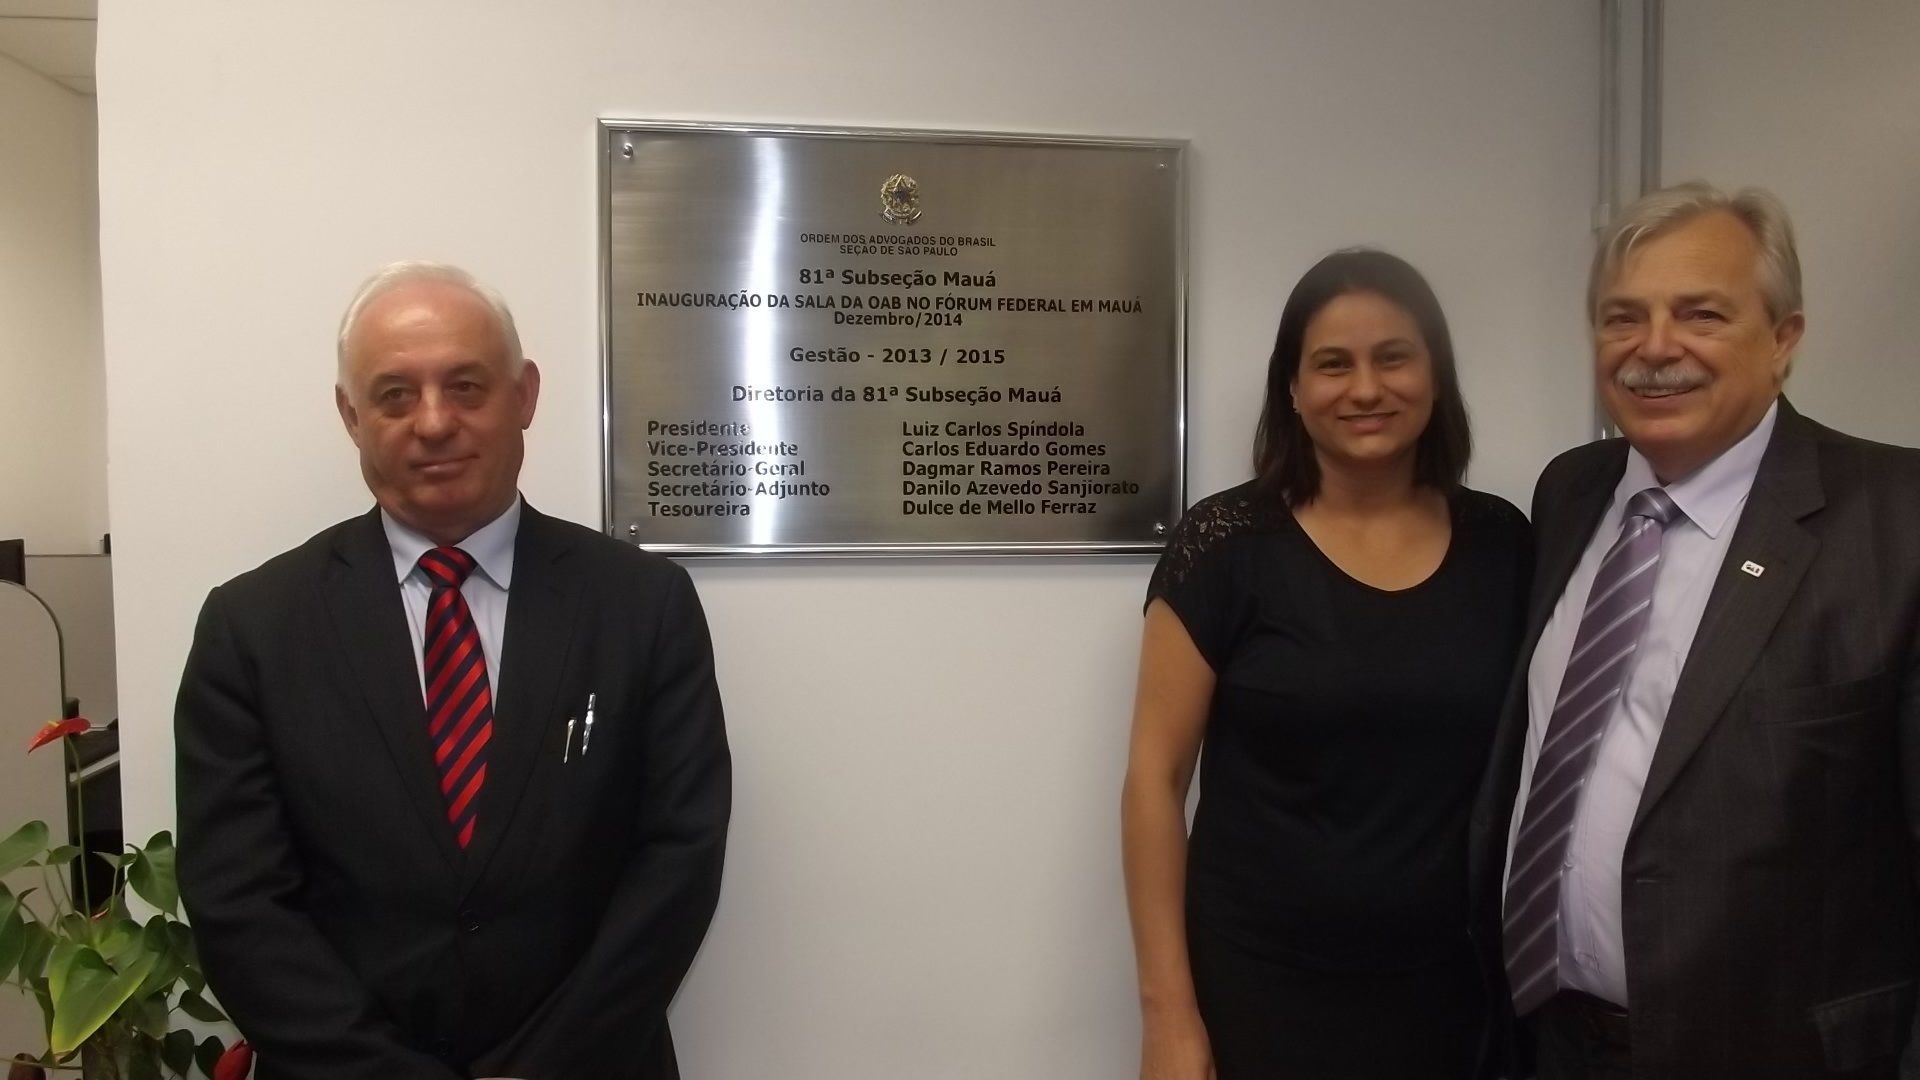 ORDEM DOS ADVOGADOS DO BRASIL
SEÇÃO DE SÃO PAULO
81ª Subseção Mauá
INAUGURAÇÃO DA SALA DA OAB NO FÓRUM FEDERAL EM MAUÁ
Dezembro/2014
Gestão - 2013 / 2015
Diretoria da 81ª Subseção Mauá
Presidente Luiz Carlos Spíndola
Vice-Presidente Carlos Eduardo Gomes
Secretário-Geral Dagmar Ramos Pereira
Secretário-Adjunto Danilo Azevedo Sanjiorato
Tesoureira Dulce de Mello Ferraz